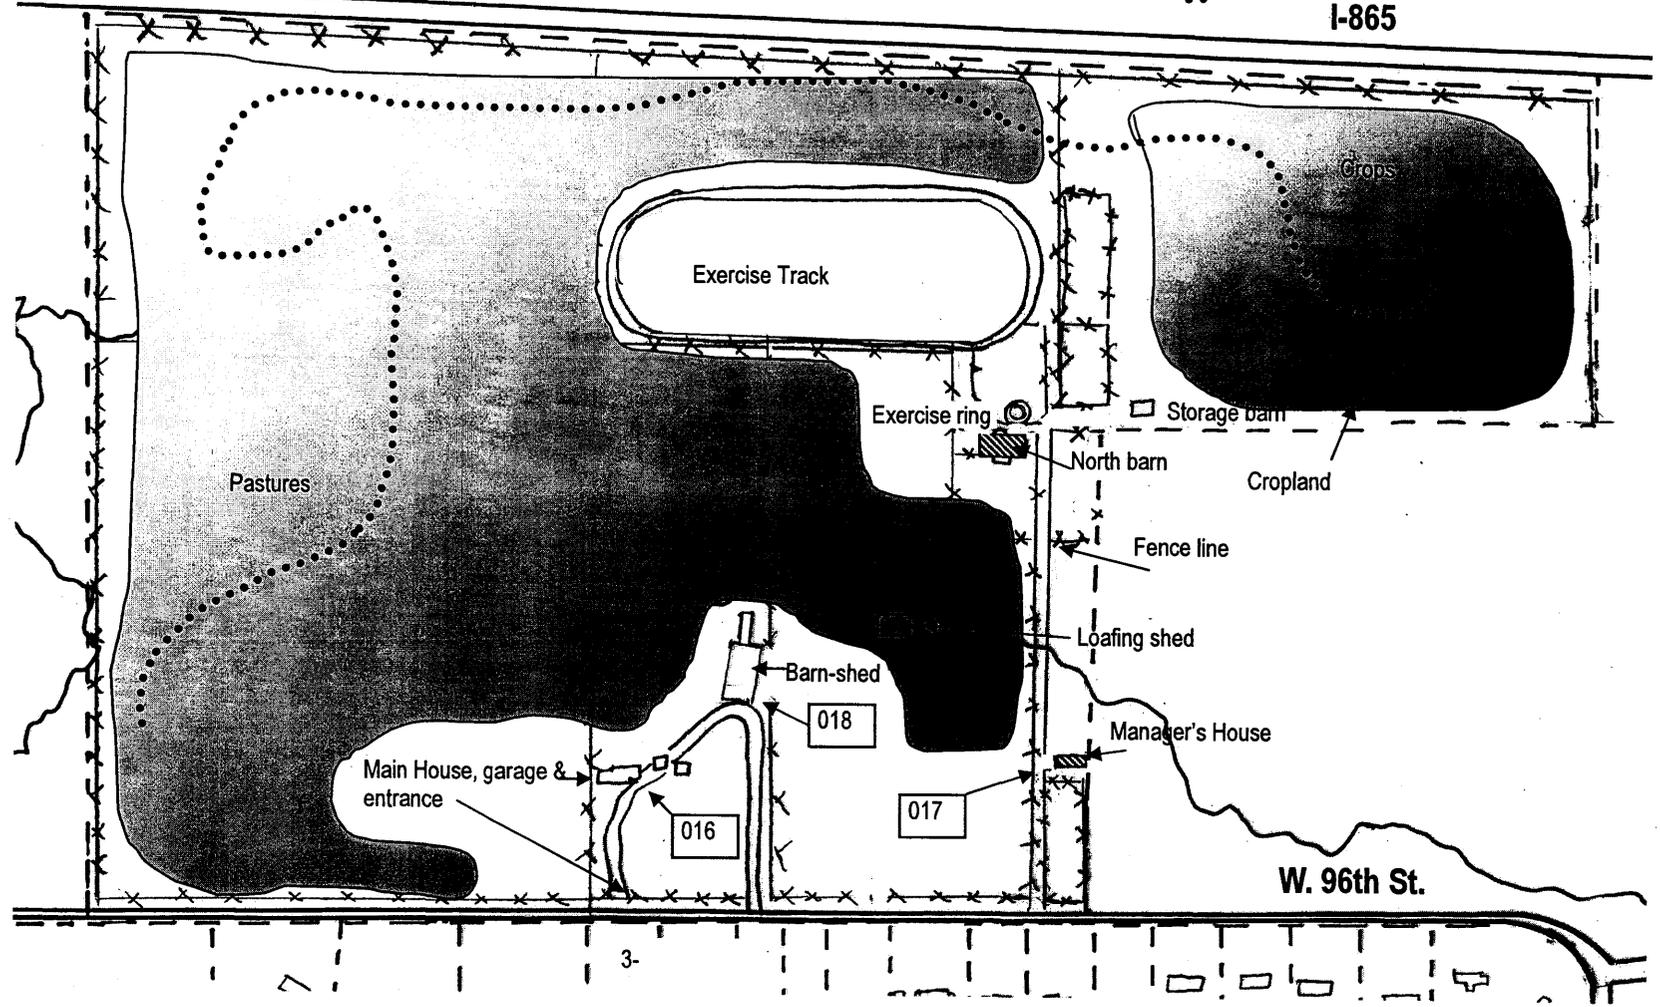 I-865
Crops
Exercise Track
Exercise ring
Storage barn
North barn
Cropland
Pastures
Fence line
Loafing shed
Barn-shed
018
Manager's House
Main House, garage &
entrance
016
017
W. 96th St.
3-